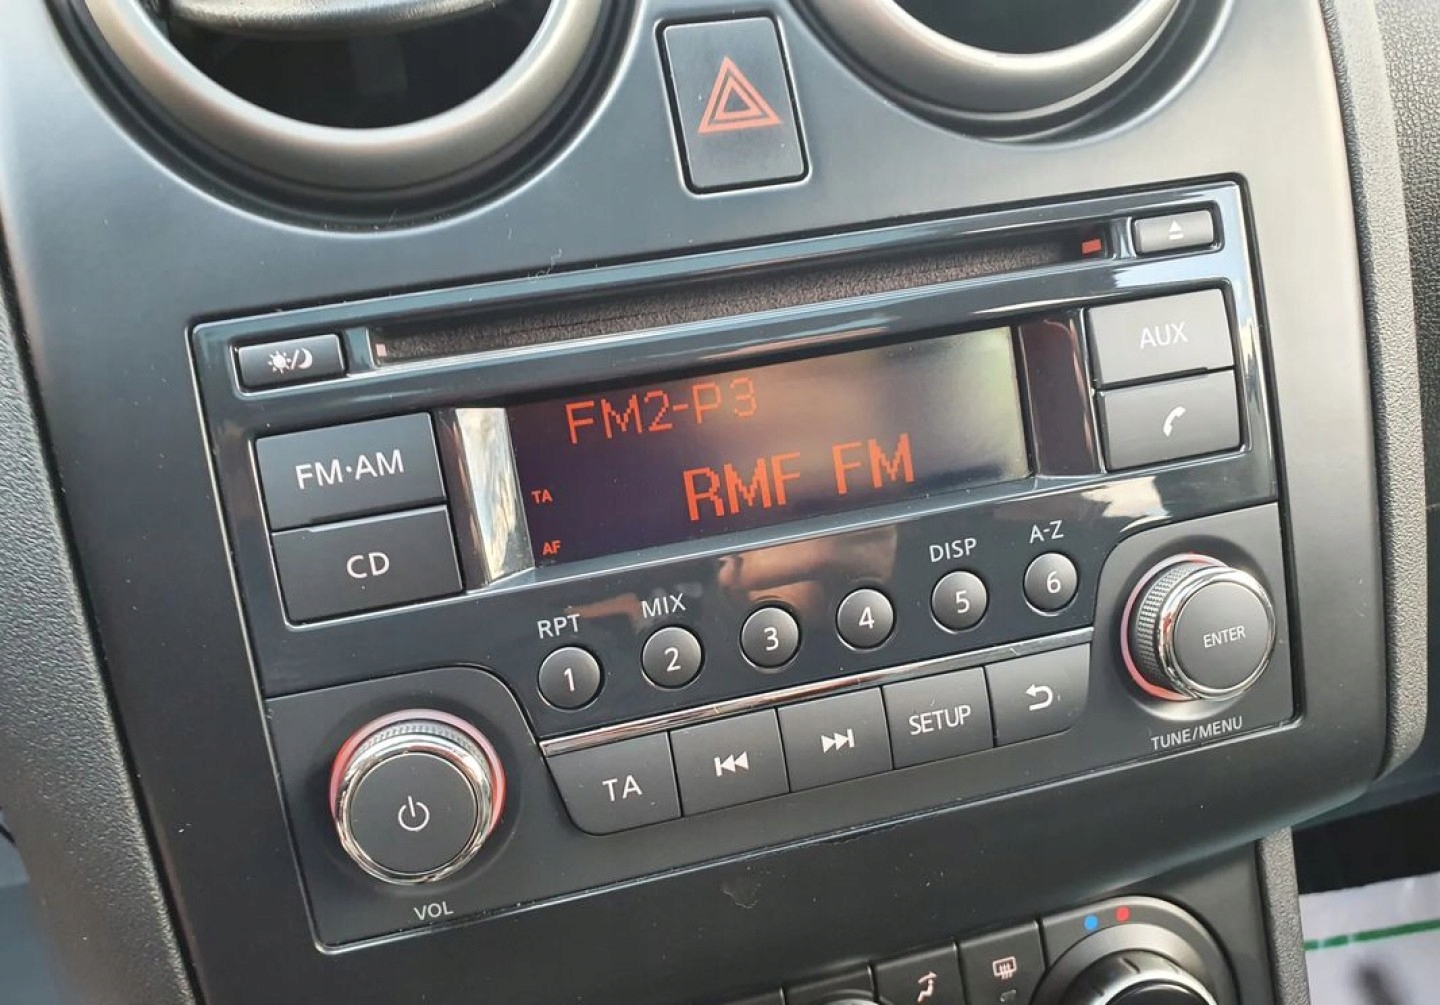 AUX
FM2-P3
FM·AM
RMF FM
TA
AF
CD
DISP
A-Z
RPT
MIX
1
2
3
4
5
6
ENTER
SETUP
TUNE/MENU
TA
VOL